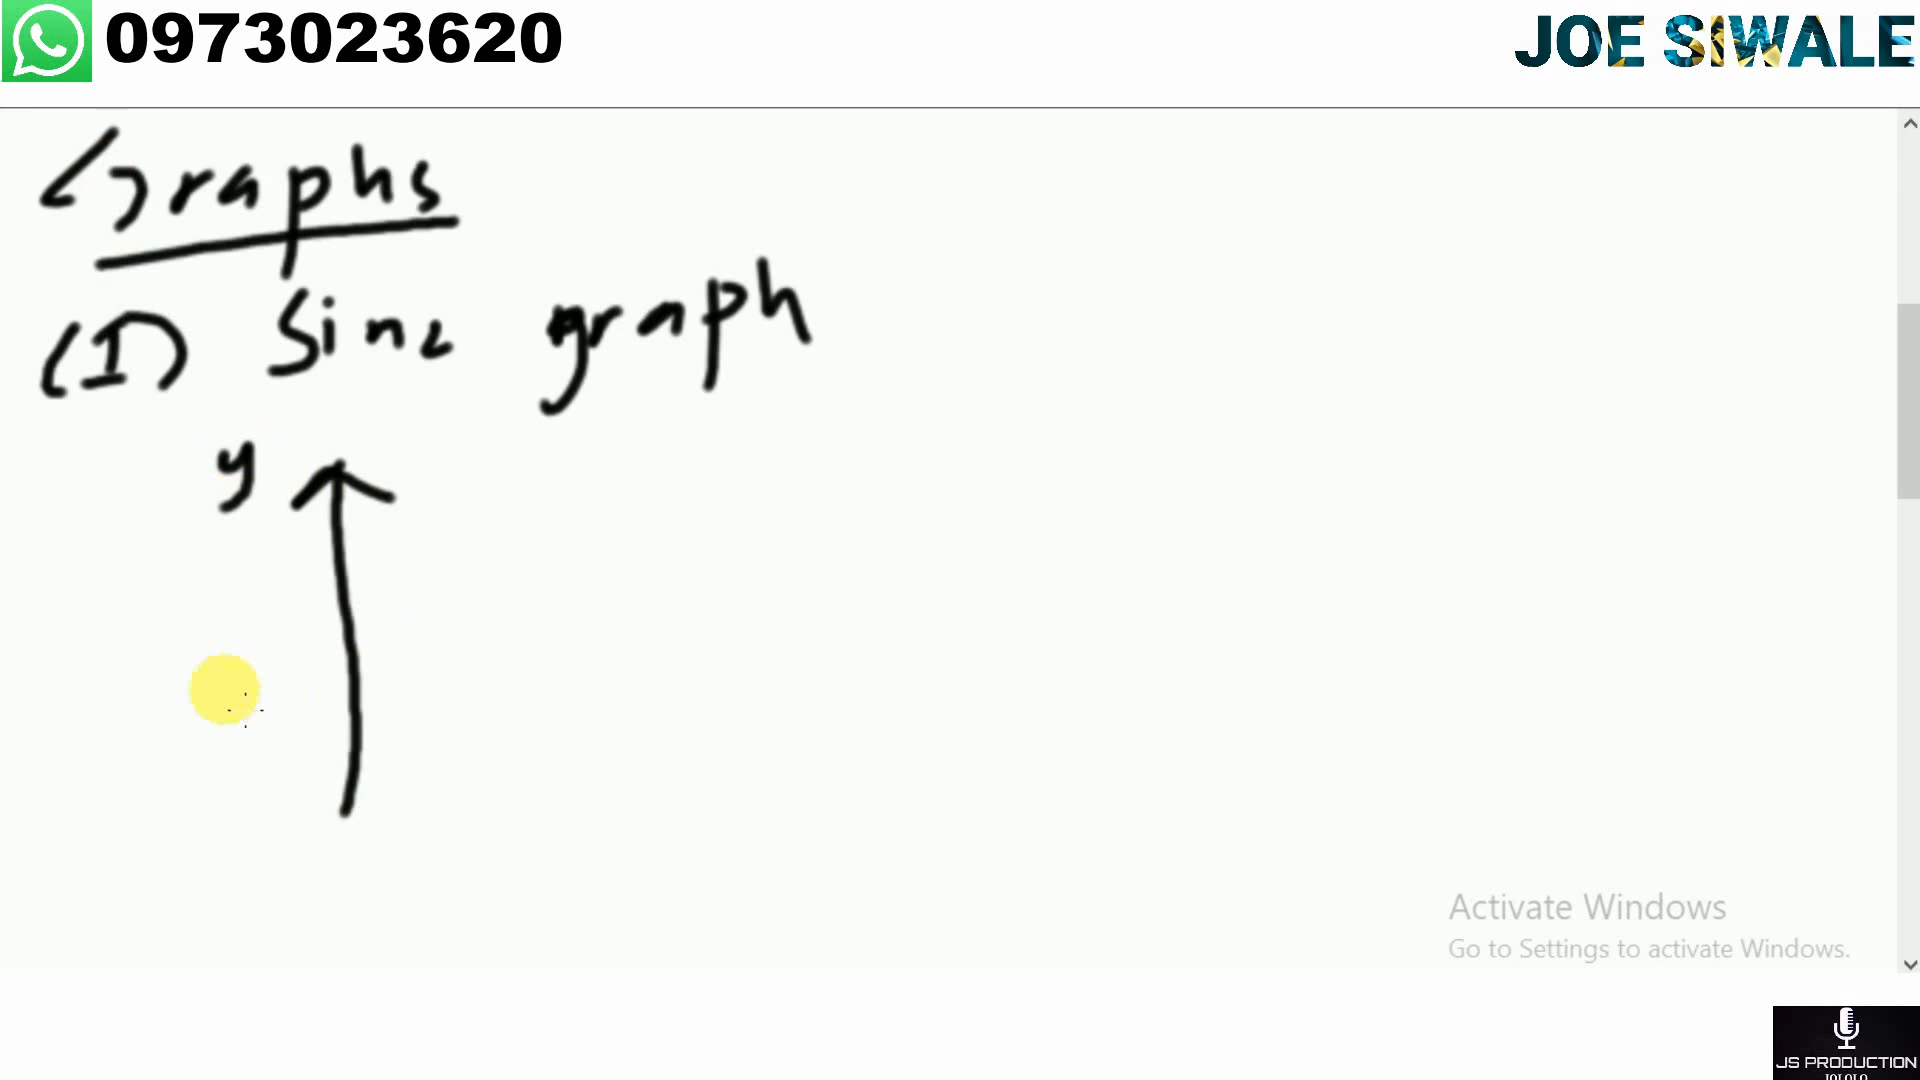 0973023620
JOE SIWALE
Graphs
(I) Sine graph
y
Activate Windows
Go to Settings to activate Windows.
JS PRODUCTION